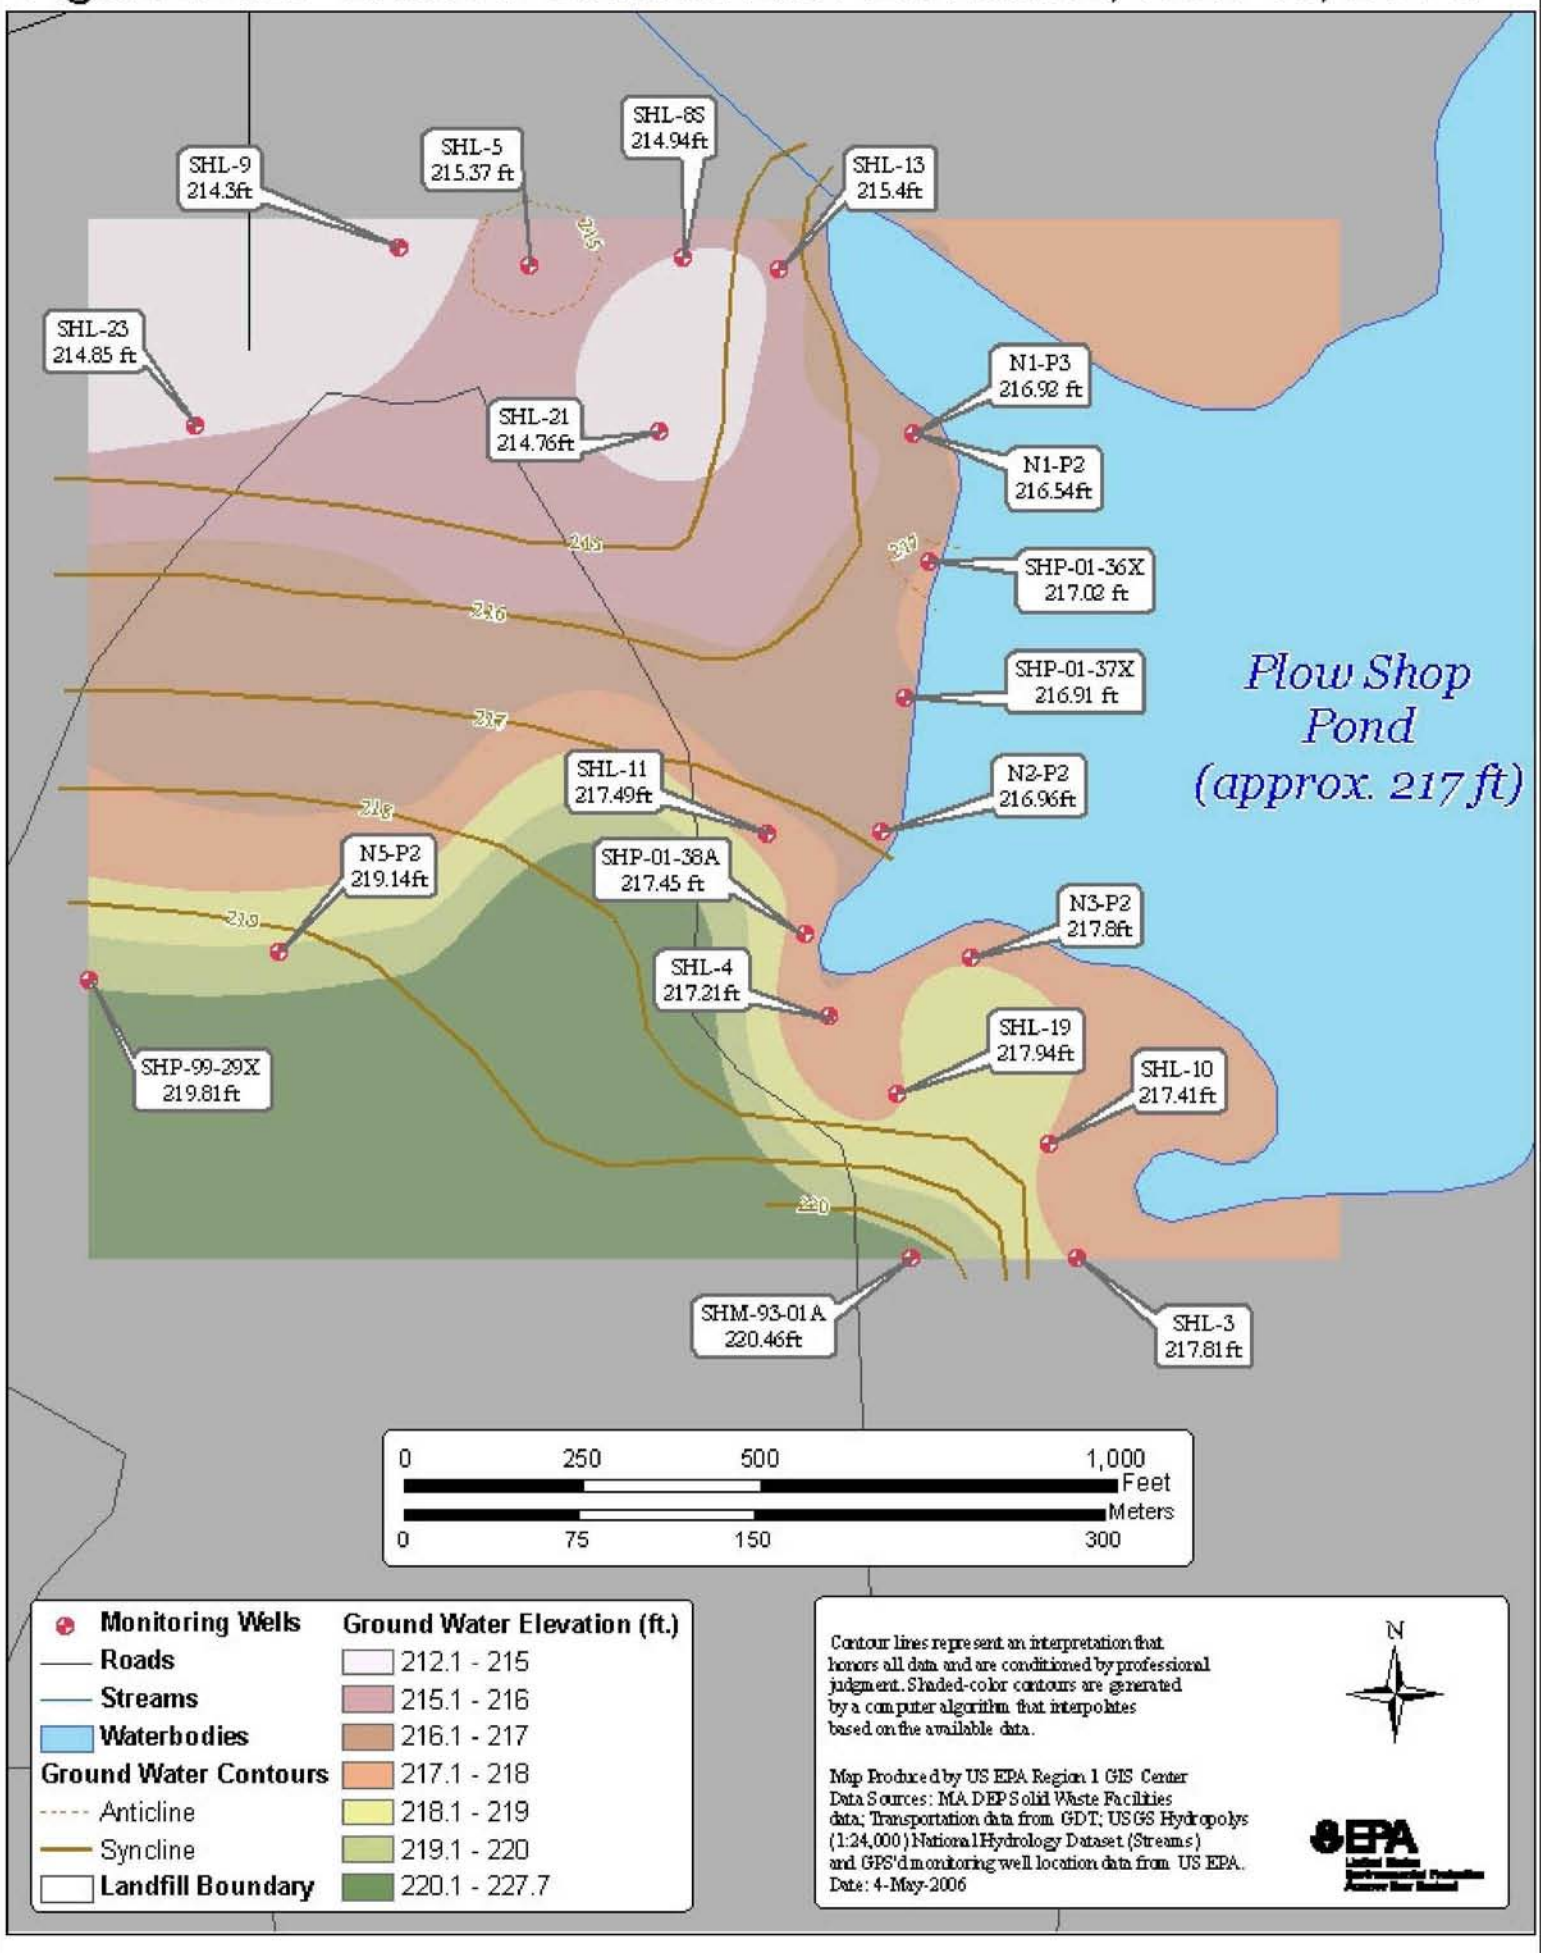 SHL-8S
214.94ft
SHL-5
215.37 ft
SHL-9
214.3ft
SHL-13
215.4ft
215
SHL-23
214.85 ft
N1-P3
216.92 ft
SHL-21
214.76ft
N1-P2
216.54ft
215
217
SHP-01-36X
217.02 ft
216
SHP-01-37X
216.91 ft
Plow Shop
Pond
(approx. 217 ft)
217
SHL-11
217.49ft
N2-P2
216.96ft
218
N5-P2
219.14ft
SHP-01-38A
217.45 ft
N3-P2
217.8ft
219
SHL-4
217.21ft
SHL-19
217.94ft
SHP-99-29X
219.81ft
SHL-10
217.41ft
220
SHM-93-01A
220.46ft
SHL-3
217.81ft
0 250 500 1,000
Feet
Meters
0 75 150 300
Monitoring Wells
Roads
Streams
Waterbodies
Ground Water Contours
Anticline
Syncline
Landfill Boundary
Ground Water Elevation (ft.)
212.1 - 215
215.1 - 216
216.1 - 217
217.1 - 218
218.1 - 219
219.1 - 220
220.1 - 227.7
Contour lines represent an interpretation that
honors all data and are conditioned by professional
judgment. Shaded-color contours are generated
by a computer algorithm that interpolates
based on the available data.
Map Produced by US EPA Region 1 GIS Center
Data Sources: MA DEP Solid Waste Facilities
data; Transportation data from GDT; USGS Hydropolys
(1:24,000) National Hydrology Dataset (Streams)
and GPS'd monitoring well location data from US EPA.
Date: 4-May-2006
N
EPA
United States
Environmental Protection
Agency New England